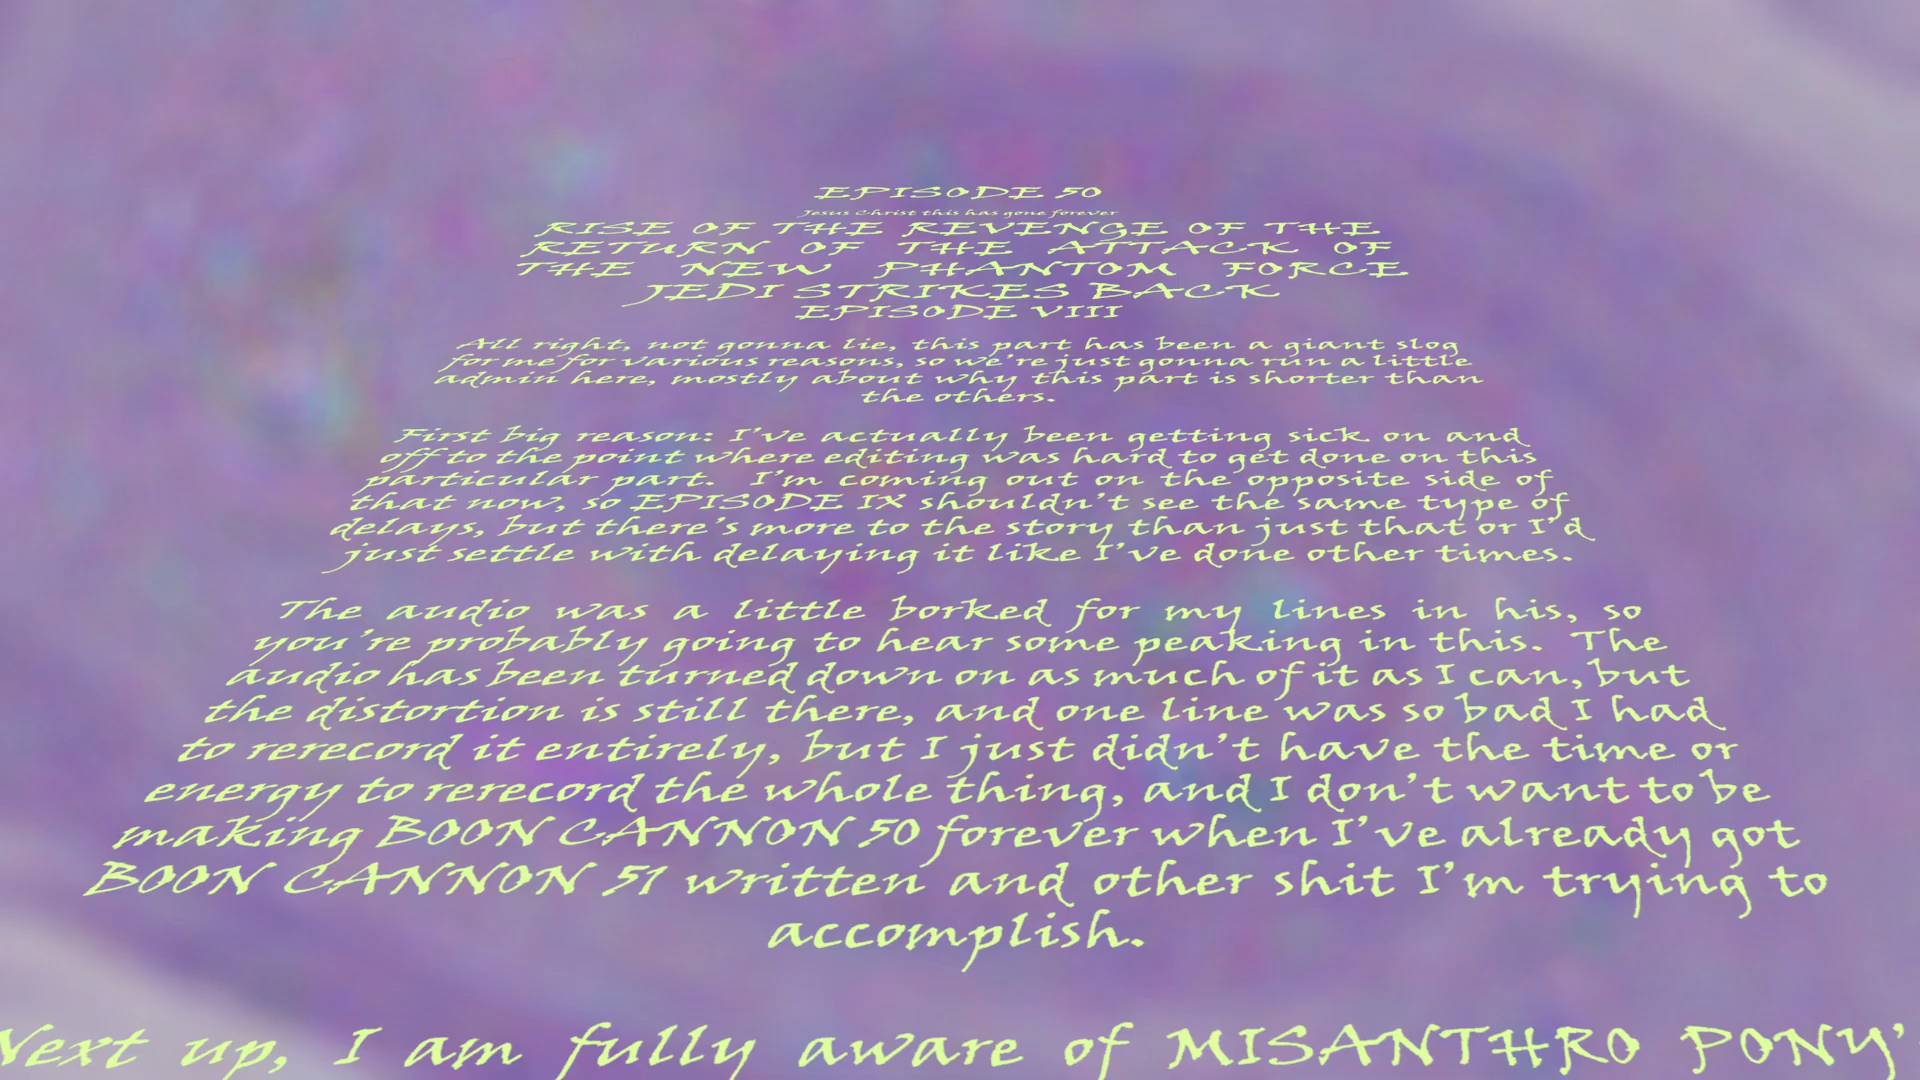 EPISODE 50
Jesus Christ this has gone forever
RISE OF THE REVENGE OF THE
RETURN OF THE ATTACK OF
THE NEW PHANTOM FORCE
JEDI STRIKES BACK
EPISODE VIII
All right, not gonna lie, this part has been a giant slog
for me for various reasons, so we're just gonna run a little
admin here, mostly about why this part is shorter than
the others.
First big reason: I've actually been getting sick on and
off to the point where editing was hard to get done on this
particular part. I'm coming out on the opposite side of
that now, so EPISODE IX shouldn't see the same type of
delays, but there's more to the story than just that or I'd
just settle with delaying it like I've done other times.
The audio was a little borked for my lines in his, so
you're probably going to hear some peaking in this. The
audio has been turned down on as much of it as I can, but
the distortion is still there, and one line was so bad I had
to rerecord it entirely, but I just didn't have the time or
energy to rerecord the whole thing, and I don't want to be
making BOON CANNON 50 forever when I've already got
BOON CANNON 51 written and other shit I'm trying to
accomplish.
Next up, I am fully aware of MISANTHRO PONY'